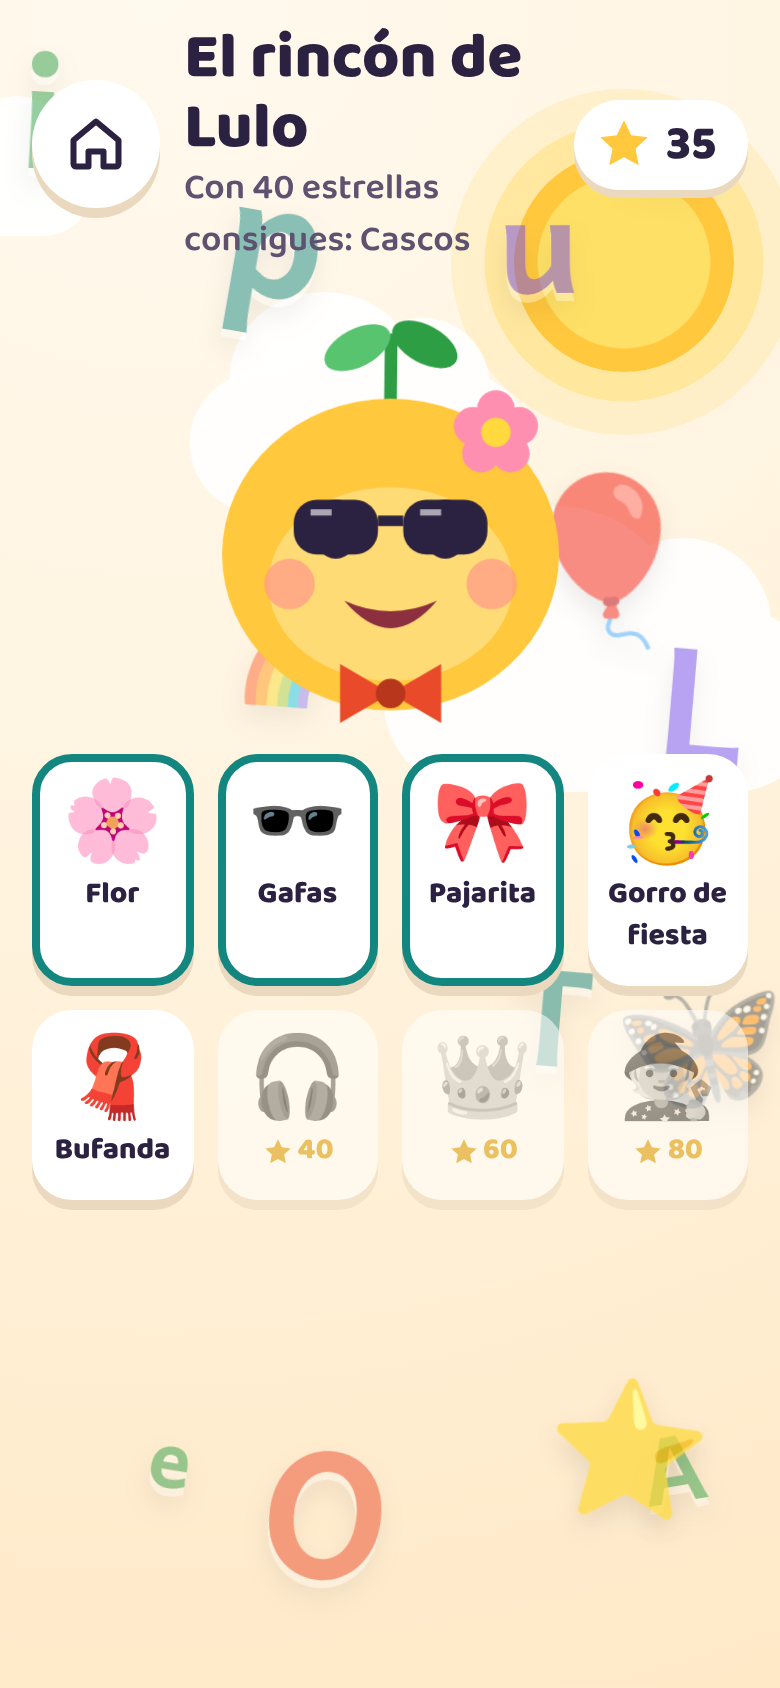 El rincón de
Lulo
35
Con 40 estrellas
consigues: Cascos
i
p
u
L
Flor
Gafas
Pajarita
Gorro de
fiesta
T
Bufanda
40
60
80
e
O
A